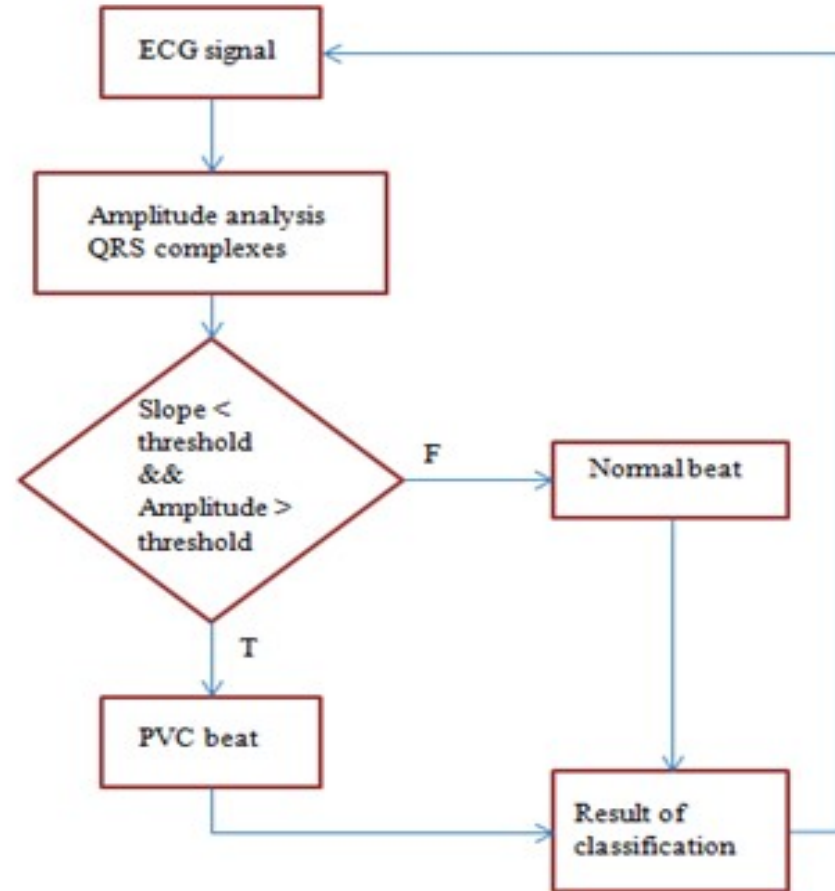 ECG signal
Amplitude analysis
QRS complexes
Slope <
threshold
&&
Amplitude >
threshold
F
Normal beat
T
PVC beat
Result of
classification